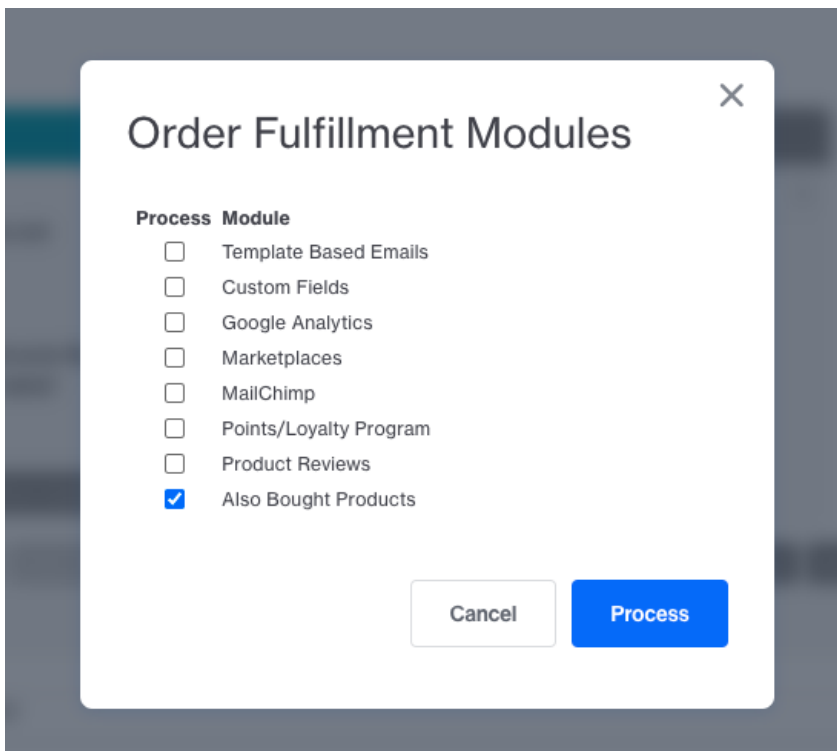 Order Fulfillment Modules
Process Module
Template Based Emails
Custom Fields
Google Analytics
Marketplaces
MailChimp
Points/Loyalty Program
Product Reviews
Also Bought Products
Cancel Process